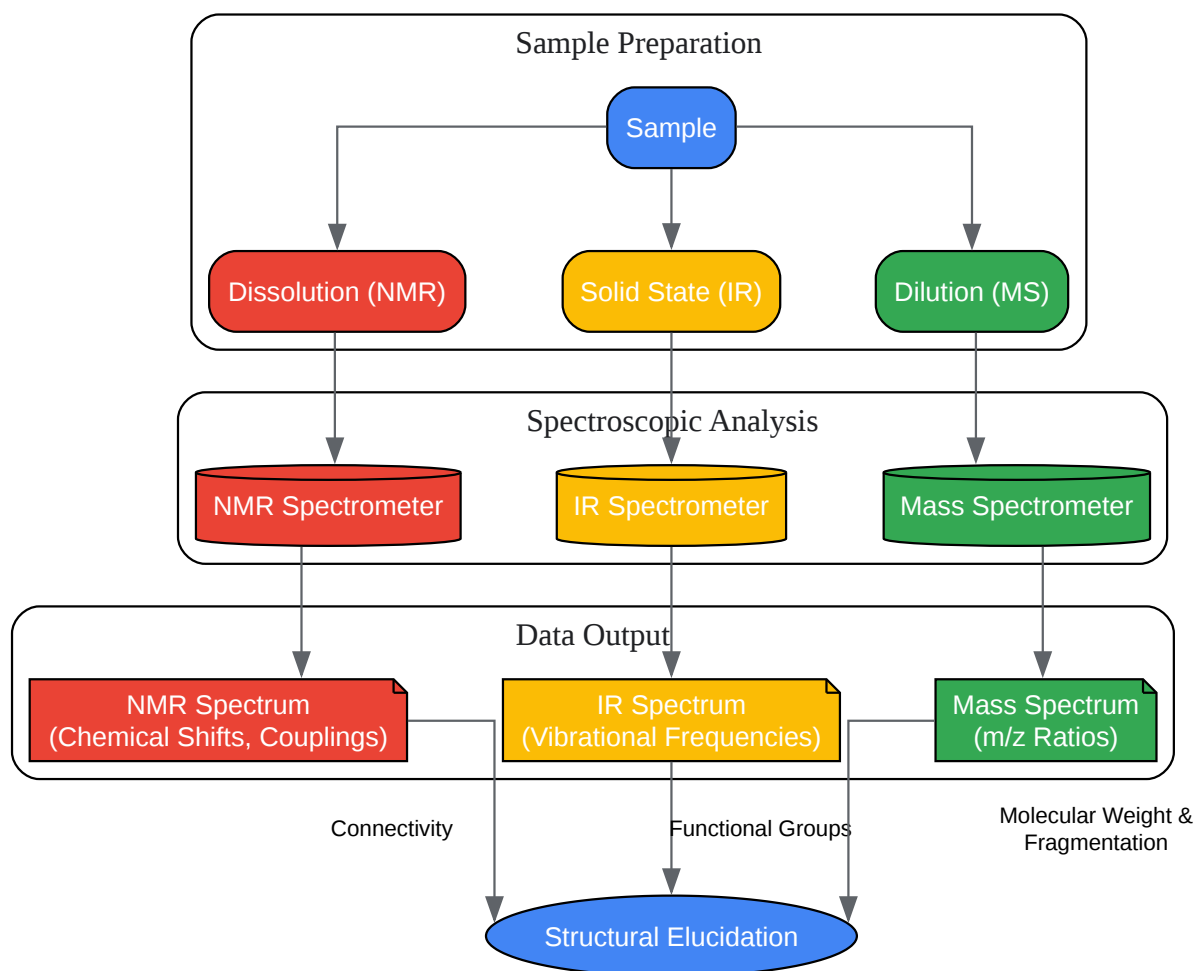 Sample Preparation
Sample
Dissolution (NMR)
Solid State (IR)
Dilution (MS)
Spectroscopic Analysis
NMR Spectrometer
IR Spectrometer
Mass Spectrometer
Data Output
NMR Spectrum
(Chemical Shifts, Couplings)
IR Spectrum
(Vibrational Frequencies)
Mass Spectrum
(m/z Ratios)
Connectivity
Functional Groups
Molecular Weight &
Fragmentation
Structural Elucidation